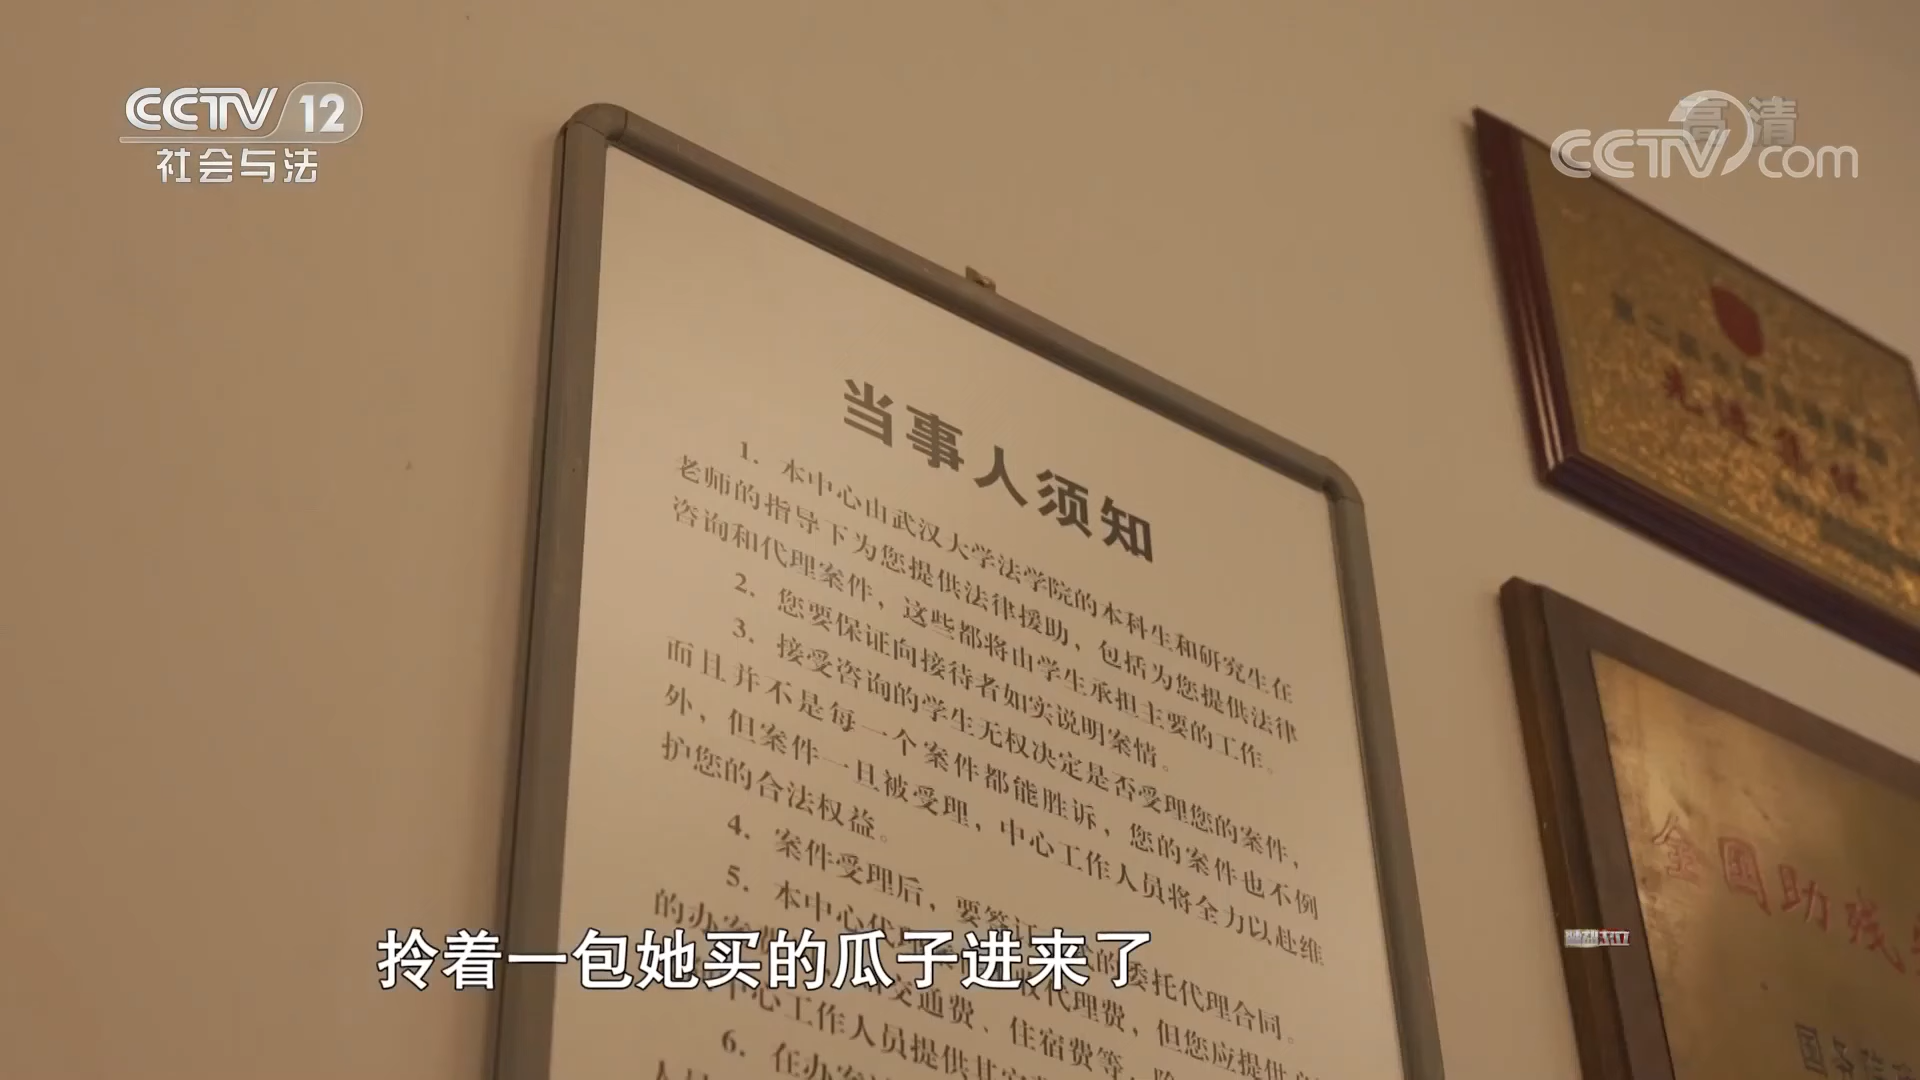 CCTV 12
社会与法
高清
CCTV.com
当事人须知
1. 本中心由武汉大学法学院的本科生和研究生在
老师的指导下为您提供法律援助，包括为您提供法律
咨询和代理案件，这些都将由学生承担主要的工作。
2. 您要保证向接待者如实说明案情。
3. 接受咨询的学生无权决定是否受理您的案件，
而且并不是每一个案件都能胜诉，您的案件也不例
外，但案件一旦被受理，中心工作人员将全力以赴维
护您的合法权益。
4. 案件受理后，要签订
的委托代理合同。
5. 本中心代理
收代理费，但您应提供
的办案
交通费、住宿费等，
中心工作人员提供其
6. 在办案
先进集体
全国助残
拎着一包她买的瓜子进来了